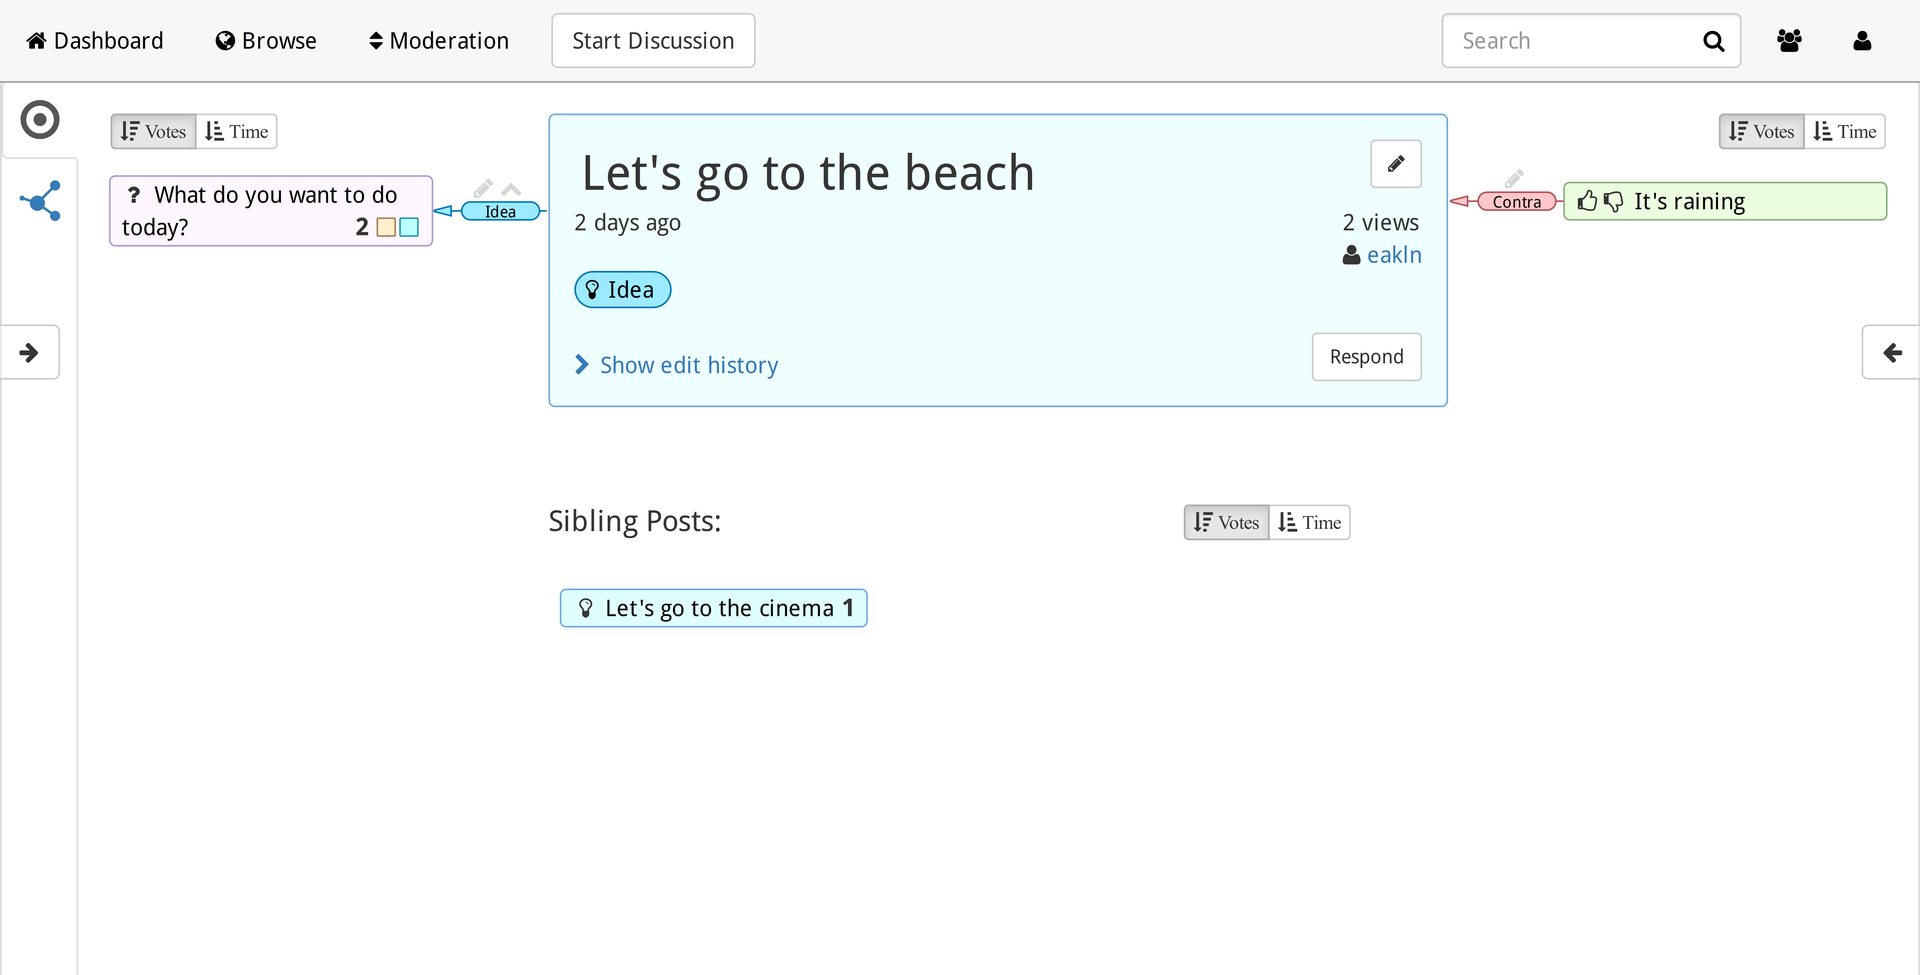 Dashboard Browse Moderation Start Discussion Search
Votes Time
? What do you want to do
today? 2
Idea
Let's go to the beach
2 days ago
2 views
eakln
Idea
Show edit history
Respond
Votes Time
Contra
It's raining
Sibling Posts:
Votes Time
Let's go to the cinema 1